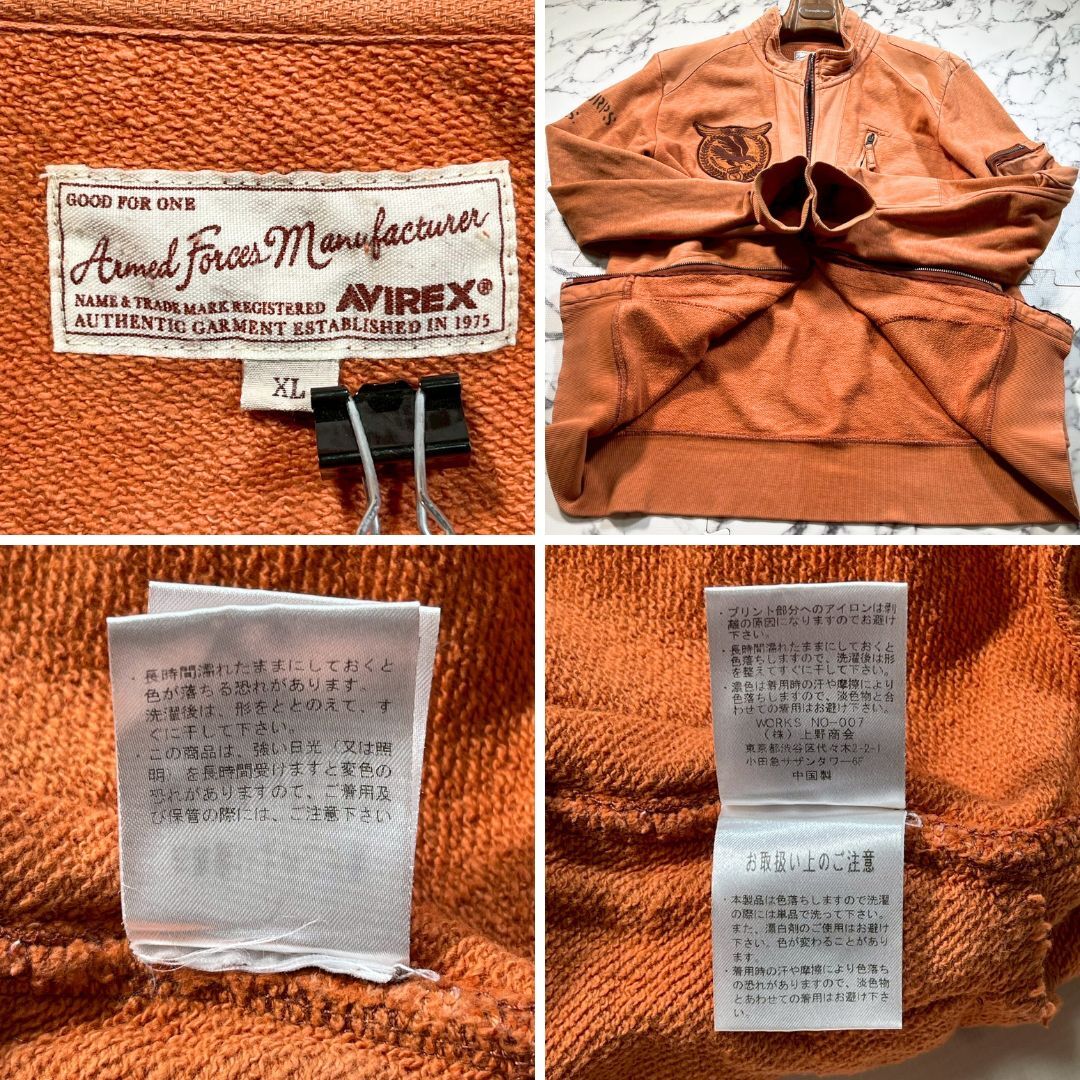 GOOD FOR ONE
Armed Forces Manufacturer
NAME & TRADE MARK REGISTERED AVIREX®
AUTHENTIC GARMENT ESTABLISHED IN 1975
XL
・長時間濡れたままにしておくと
色が落ちる恐れがあります。
洗濯後は、形をととのえて、す
ぐに干して下さい。
・この商品は、強い日光(又は照
明)を長時間受けますと変色の
恐れがありますので、ご着用及
び保管の際には、ご注意下さい
・プリント部分へのアイロンは剥
離の原因になりますのでお避け
下さい。
・長時間濡れたままにしておくと
色落ちしますので、洗濯後は形
を整えてすぐに干して下さい。
・濃色は着用時の汗や摩擦により
色落ちしますので、淡色物と合
わせての着用はお避け下さい。
WORKS NO-007
(株)上野商会
東京都渋谷区代々木2-2-1
小田急サザンタワー6F
中国製
お取扱い上のご注意
・本製品は色落ちしますので洗濯
の際には単品で洗って下さい。
また、漂白剤のご使用はお避け
下さい。色が変わることがあり
ます。
・着用時の汗や摩擦により色落ち
の恐れがありますので、淡色物
とあわせての着用はお避け下さ
い。